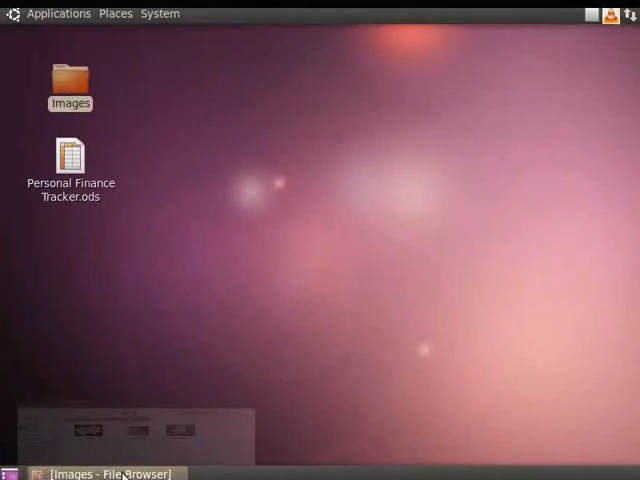 Applications Places System
Images
Personal Finance
Tracker.ods
[Images - File Browser]